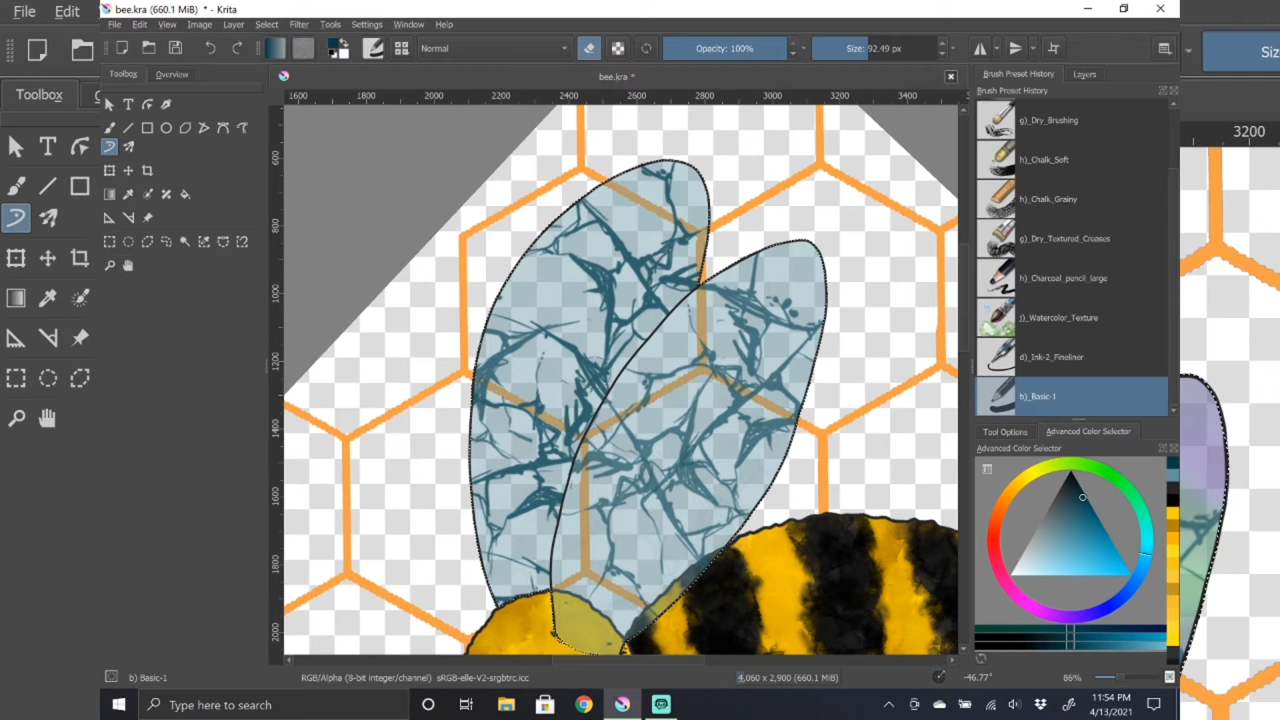 File Edit
bee.kra (660.1 MiB) * - Krita
File Edit View Image Layer Select Filter Tools Settings Window Help
Normal
Opacity: 100%
Size: 92.49 px
Toolbox
Toolbox Overview
bee.kra *
1600 1800 2000 2200 2400 2600 2800 3000 3200 3400
3200
600
800
1000
1200
1400
1600
1800
2000
Brush Preset History Layers
Brush Preset History
g)_Dry_Brushing
h)_Chalk_Soft
h)_Chalk_Grainy
g)_Dry_Textured_Creases
h)_Charcoal_pencil_large
j)_Watercolor_Texture
d)_Ink-2_Fineliner
b)_Basic-1
Tool Options Advanced Color Selector
Advanced Color Selector
b) Basic-1
RGB/Alpha (8-bit integer/channel) sRGB-elle-V2-srgbtrc.icc
4,060 x 2,900 (660.1 MiB)
-46.77°
86%
Type here to search
11:54 PM
4/13/2021